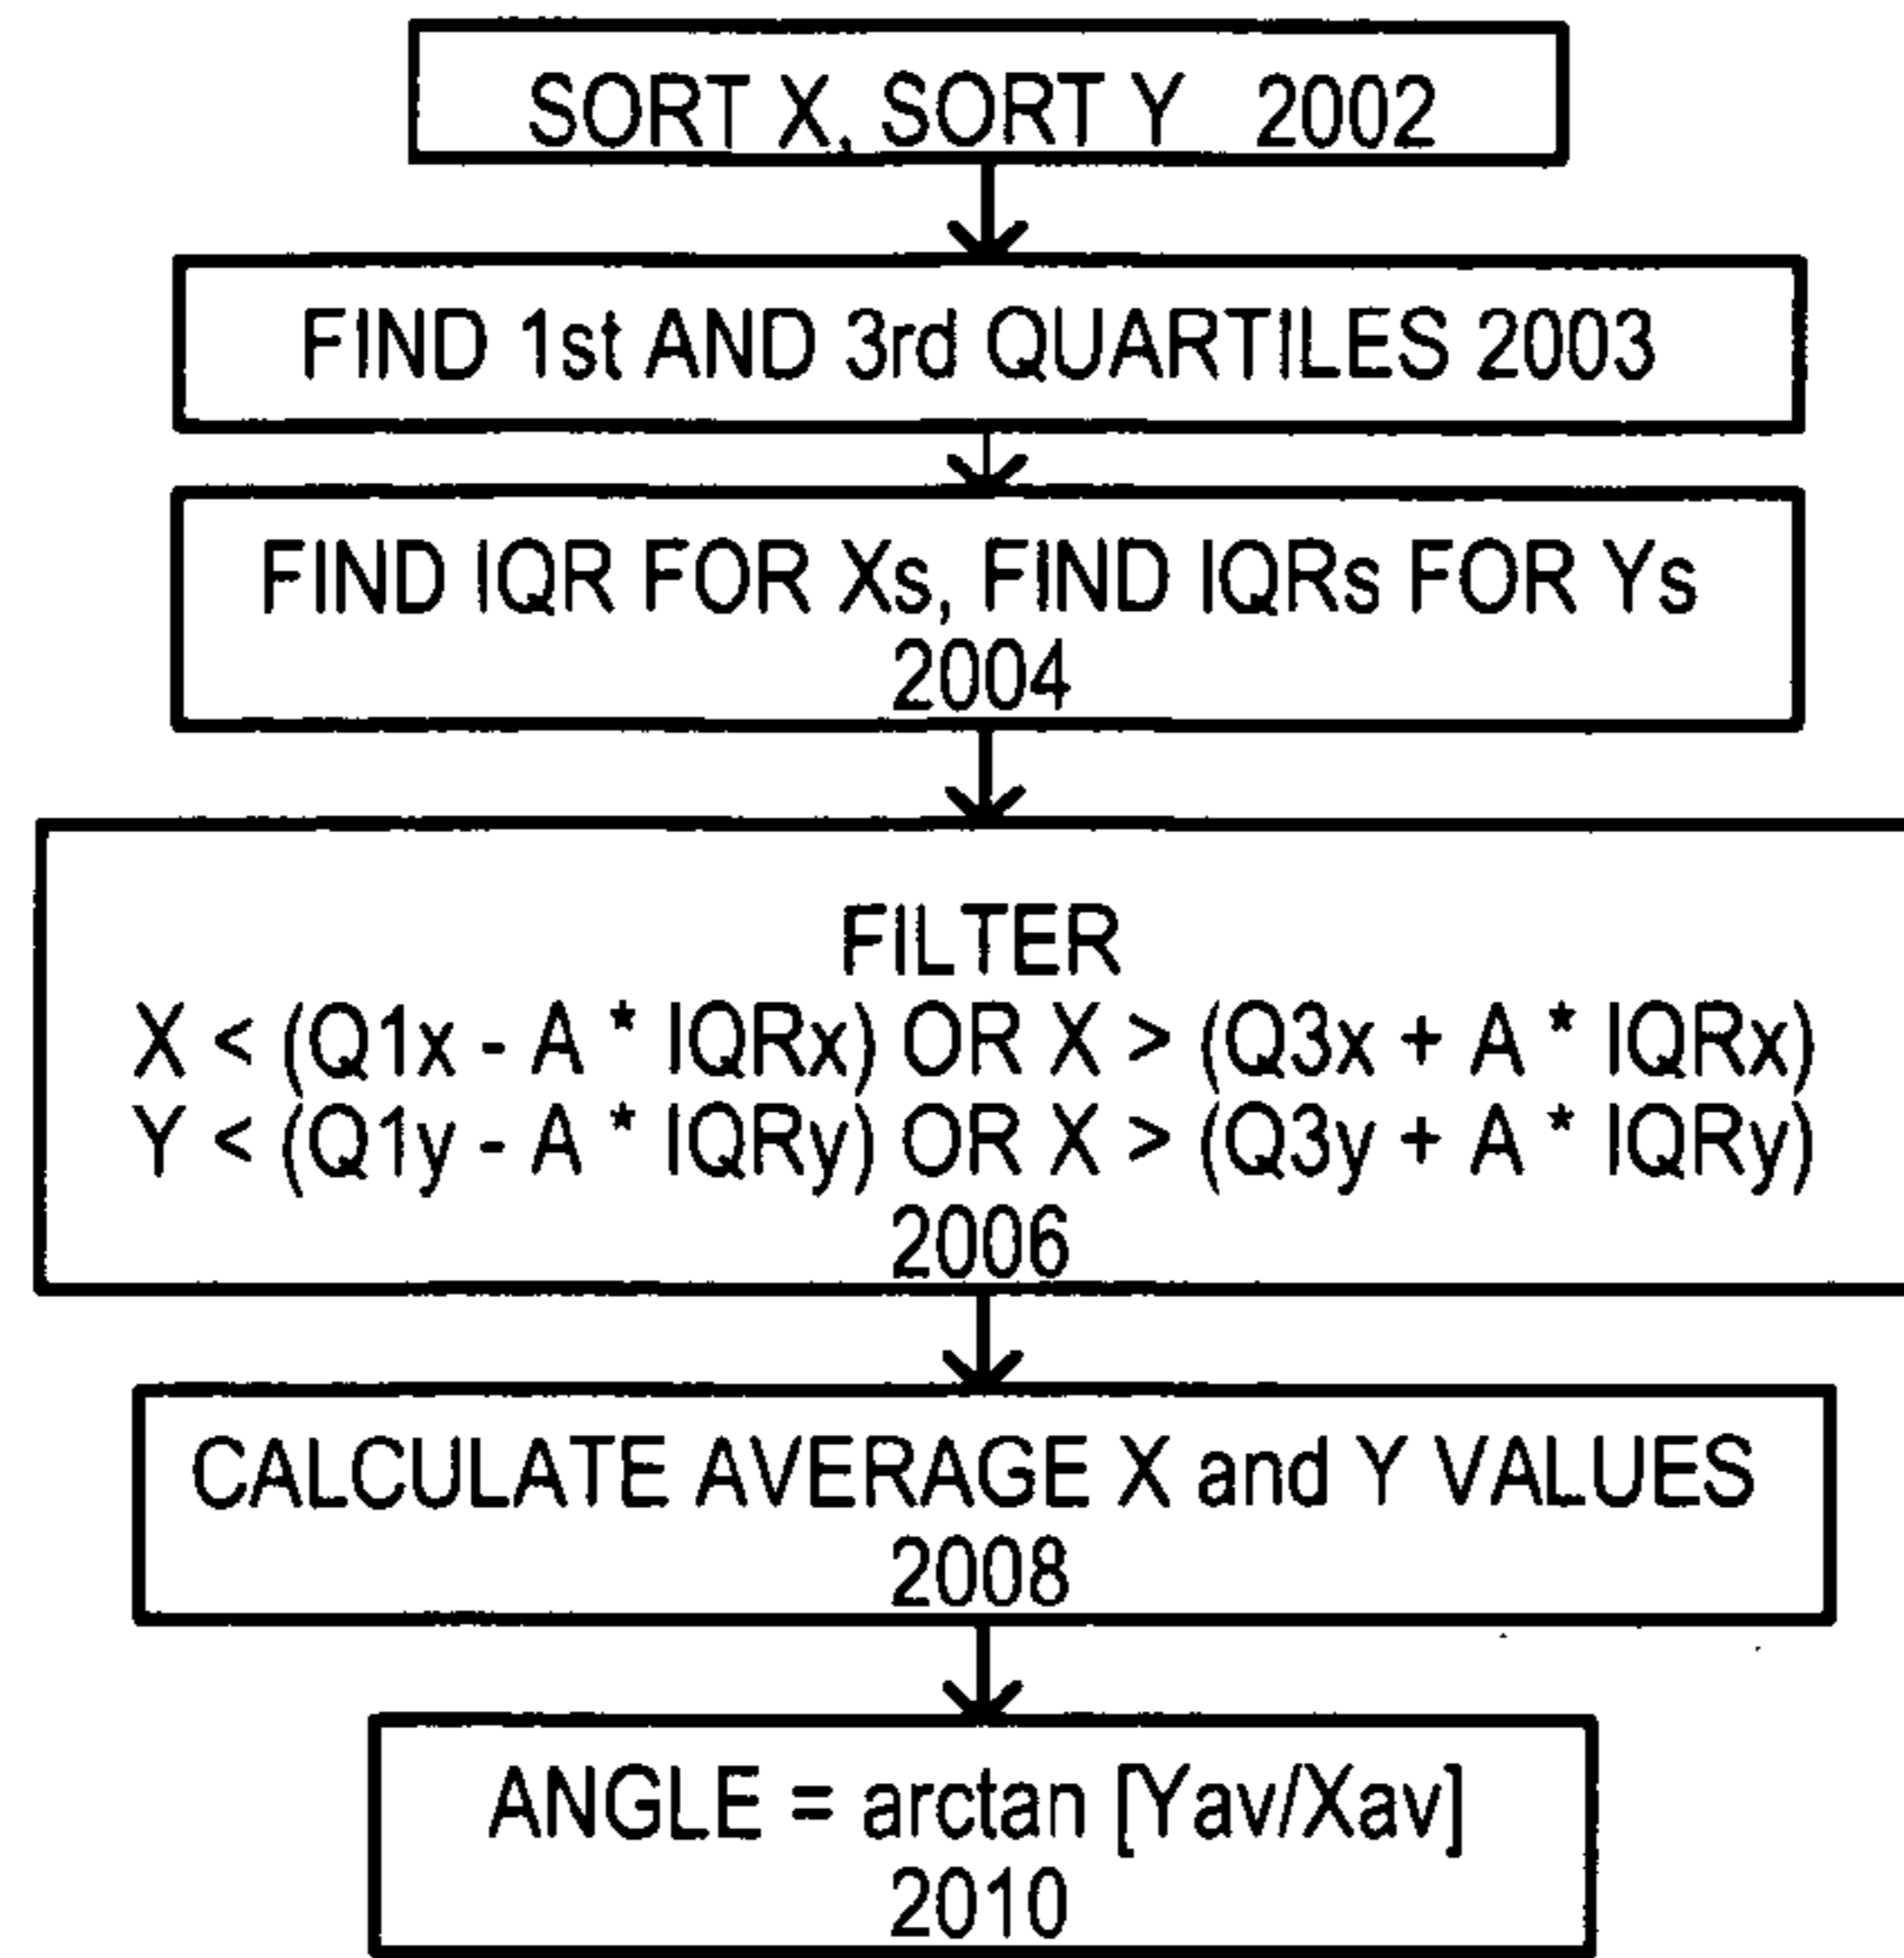 SORT X, SORT Y 2002
FIND 1st AND 3rd QUARTILES 2003
FIND IQR FOR Xs, FIND IQRs FOR Ys
2004
FILTER
X < (Q1x - A * IQRx) OR X > (Q3x + A * IQRx)
Y < (Q1y - A * IQRy) OR X > (Q3y + A * IQRy)
2006
CALCULATE AVERAGE X and Y VALUES
2008
ANGLE = arctan [Yav/Xav]
2010